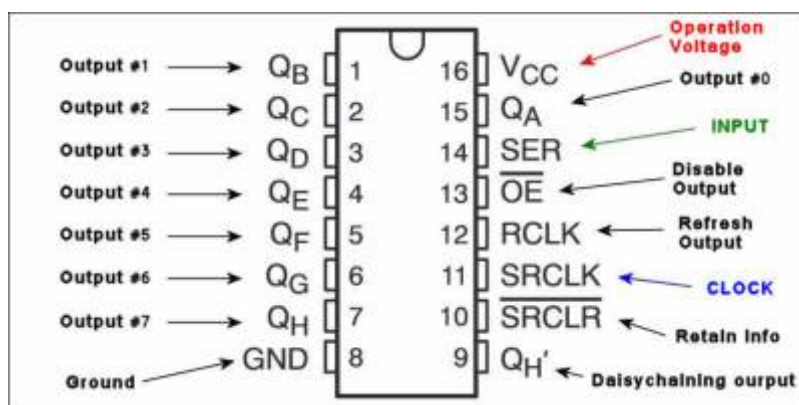 Operation
Voltage
Output #1 QB 1 16 VCC
Output #0
Output #2 QC 2 15 QA
INPUT
Output #3 QD 3 14 SER
Disable
Output
Output #4 QE 4 13 OE
Refresh
Output
Output #5 QF 5 12 RCLK
Output #6 QG 6 11 SRCLK
CLOCK
Output #7 QH 7 10 SRCLR
Retain Info
GND 8 9 QH'
Ground
Daisychaining ourput